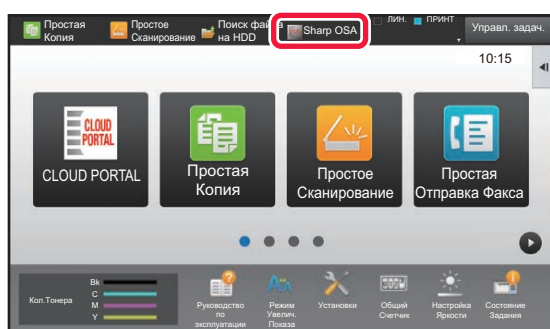 Простая
Копия
Простое
Сканирование
Поиск файла
на HDD
Sharp OSA
ЛИН.
ПРИНТ
Управл. задач.
10:15
CLOUD
PORTAL
CLOUD PORTAL
Простая
Копия
Простое
Сканирование
Простая
Отправка Факса
Кол.Тонера
Bk
C
M
Y
Руководство
по
эксплуатации
Режим
Увелич.
Показа
Установки
Общий
Счетчик
Настройка
Яркости
Состояние
Задания